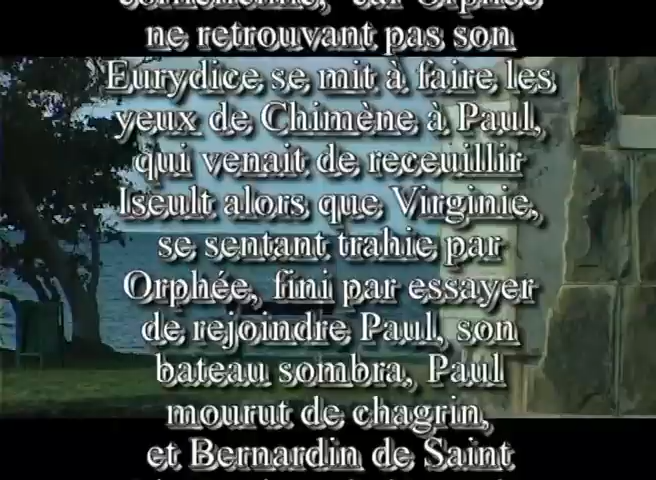 car Orphée
ne retrouvant pas son
Eurydice se mit à faire les
yeux de Chimène à Paul,
qui venait de receuillir
Iseult alors que Virginie,
se sentant trahie par
Orphée, fini par essayer
de rejoindre Paul, son
bateau sombra, Paul
mourut de chagrin,
et Bernardin de Saint